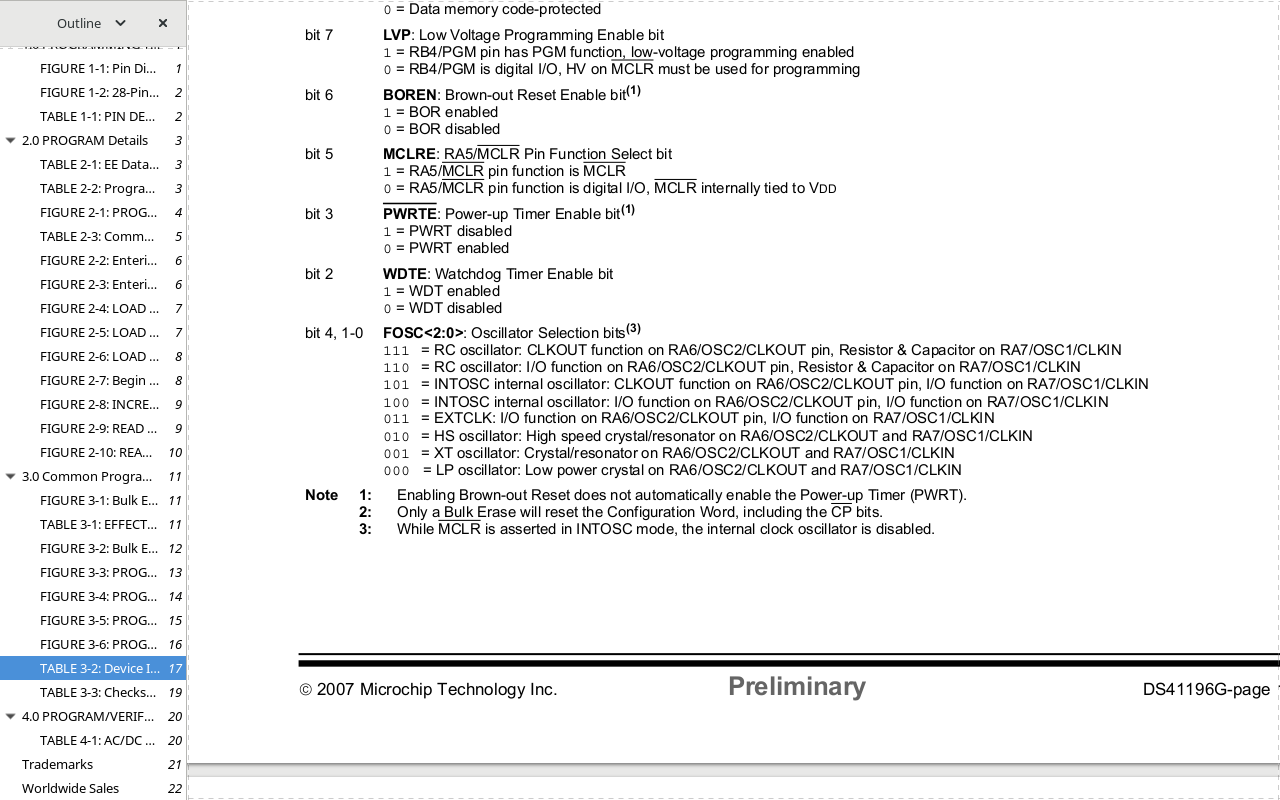 Outline
FIGURE 1-1: Pin Di... 1
FIGURE 1-2: 28-Pin... 2
TABLE 1-1: PIN DE... 2
2.0 PROGRAM Details 3
TABLE 2-1: EE Data... 3
TABLE 2-2: Progra... 3
FIGURE 2-1: PROG... 4
TABLE 2-3: Comm... 5
FIGURE 2-2: Enteri... 6
FIGURE 2-3: Enteri... 6
FIGURE 2-4: LOAD ... 7
FIGURE 2-5: LOAD ... 7
FIGURE 2-6: LOAD ... 8
FIGURE 2-7: Begin ... 8
FIGURE 2-8: INCRE... 9
FIGURE 2-9: READ ... 9
FIGURE 2-10: REA... 10
3.0 Common Progra... 11
FIGURE 3-1: Bulk E... 11
TABLE 3-1: EFFECT... 11
FIGURE 3-2: Bulk E... 12
FIGURE 3-3: PROG... 13
FIGURE 3-4: PROG... 14
FIGURE 3-5: PROG... 15
FIGURE 3-6: PROG... 16
TABLE 3-2: Device I... 17
TABLE 3-3: Checks... 19
4.0 PROGRAM/VERIF... 20
TABLE 4-1: AC/DC ... 20
Trademarks 21
Worldwide Sales 22
0 = Data memory code-protected
bit 7 LVP: Low Voltage Programming Enable bit
1 = RB4/PGM pin has PGM function, low-voltage programming enabled
0 = RB4/PGM is digital I/O, HV on MCLR must be used for programming
bit 6 BOREN: Brown-out Reset Enable bit(1)
1 = BOR enabled
0 = BOR disabled
bit 5 MCLRE: RA5/MCLR Pin Function Select bit
1 = RA5/MCLR pin function is MCLR
0 = RA5/MCLR pin function is digital I/O, MCLR internally tied to VDD
bit 3 PWRTE: Power-up Timer Enable bit(1)
1 = PWRT disabled
0 = PWRT enabled
bit 2 WDTE: Watchdog Timer Enable bit
1 = WDT enabled
0 = WDT disabled
bit 4, 1-0 FOSC<2:0>: Oscillator Selection bits(3)
111 = RC oscillator: CLKOUT function on RA6/OSC2/CLKOUT pin, Resistor & Capacitor on RA7/OSC1/CLKIN
110 = RC oscillator: I/O function on RA6/OSC2/CLKOUT pin, Resistor & Capacitor on RA7/OSC1/CLKIN
101 = INTOSC internal oscillator: CLKOUT function on RA6/OSC2/CLKOUT pin, I/O function on RA7/OSC1/CLKIN
100 = INTOSC internal oscillator: I/O function on RA6/OSC2/CLKOUT pin, I/O function on RA7/OSC1/CLKIN
011 = EXTCLK: I/O function on RA6/OSC2/CLKOUT pin, I/O function on RA7/OSC1/CLKIN
010 = HS oscillator: High speed crystal/resonator on RA6/OSC2/CLKOUT and RA7/OSC1/CLKIN
001 = XT oscillator: Crystal/resonator on RA6/OSC2/CLKOUT and RA7/OSC1/CLKIN
000 = LP oscillator: Low power crystal on RA6/OSC2/CLKOUT and RA7/OSC1/CLKIN
Note 1: Enabling Brown-out Reset does not automatically enable the Power-up Timer (PWRT).
2: Only a Bulk Erase will reset the Configuration Word, including the CP bits.
3: While MCLR is asserted in INTOSC mode, the internal clock oscillator is disabled.
© 2007 Microchip Technology Inc. Preliminary DS41196G-page